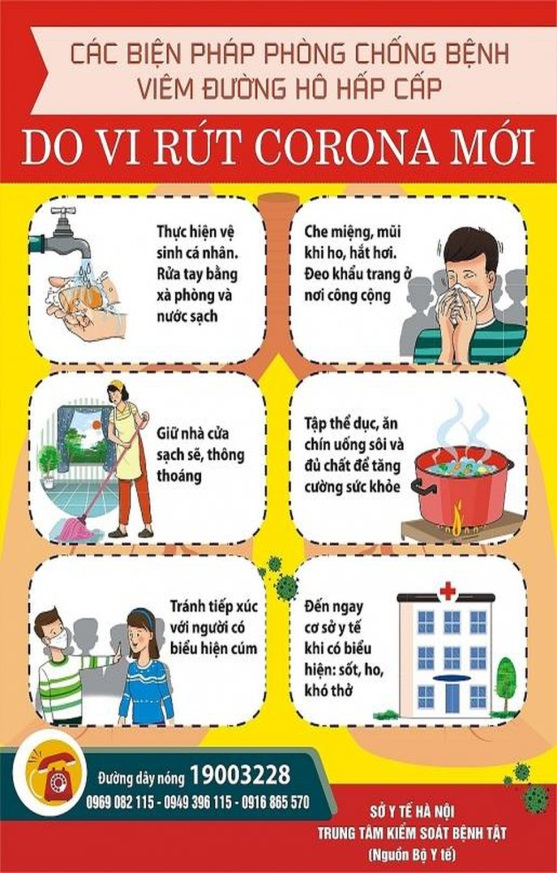 CÁC BIỆN PHÁP PHÒNG CHỐNG BỆNH
VIÊM ĐƯỜNG HÔ HẤP CẤP
DO VI RÚT CORONA MỚI
Thực hiện vệ
sinh cá nhân.
Rửa tay bằng
xà phòng và
nước sạch
Che miệng, mũi
khi ho, hắt hơi.
Đeo khẩu trang ở
nơi công cộng
Giữ nhà cửa
sạch sẽ, thông
thoáng
Tập thể dục, ăn
chín uống sôi và
đủ chất để tăng
cường sức khỏe
Tránh tiếp xúc
với người có
biểu hiện cúm
Đến ngay
cơ sở y tế
khi có biểu
hiện: sốt, ho,
khó thở
Đường dây nóng 19003228
0969 082 115 - 0949 396 115 - 0916 865 570
SỞ Y TẾ HÀ NỘI
TRUNG TÂM KIỂM SOÁT BỆNH TẬT
(Nguồn Bộ Y tế)